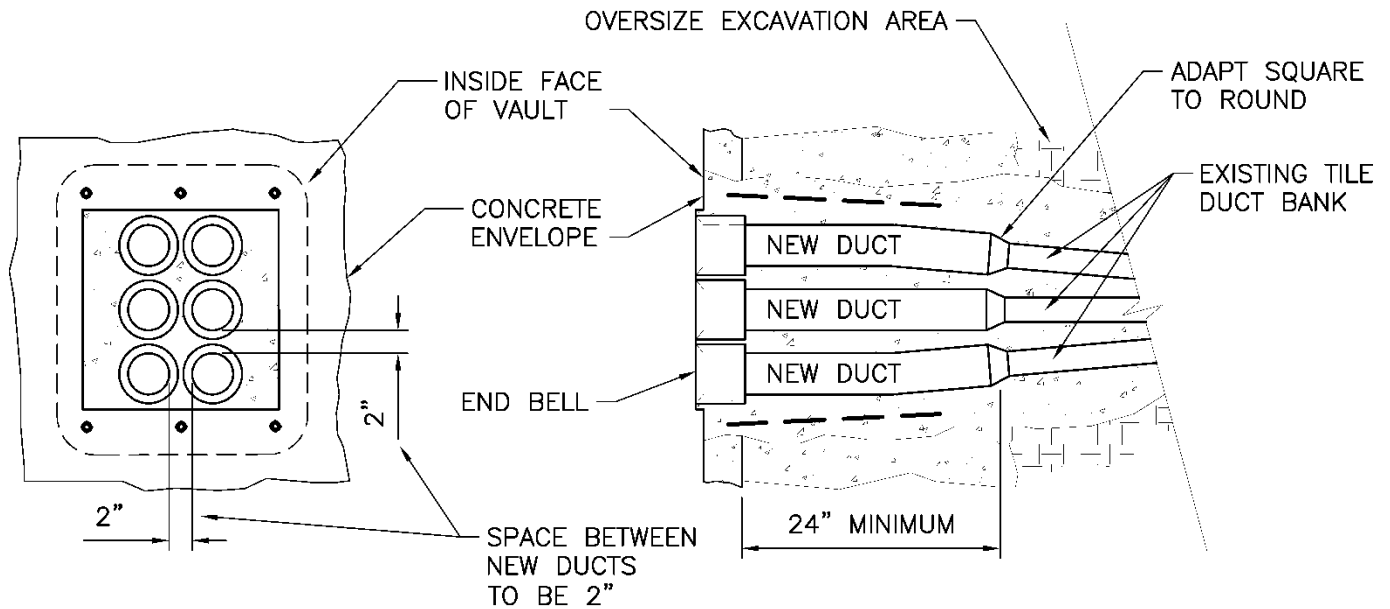 OVERSIZE EXCAVATION AREA
INSIDE FACE
OF VAULT
ADAPT SQUARE
TO ROUND
CONCRETE
ENVELOPE
EXISTING TILE
DUCT BANK
NEW DUCT
NEW DUCT
NEW DUCT
END BELL
2”
2”
24” MINIMUM
SPACE BETWEEN
NEW DUCTS
TO BE 2”